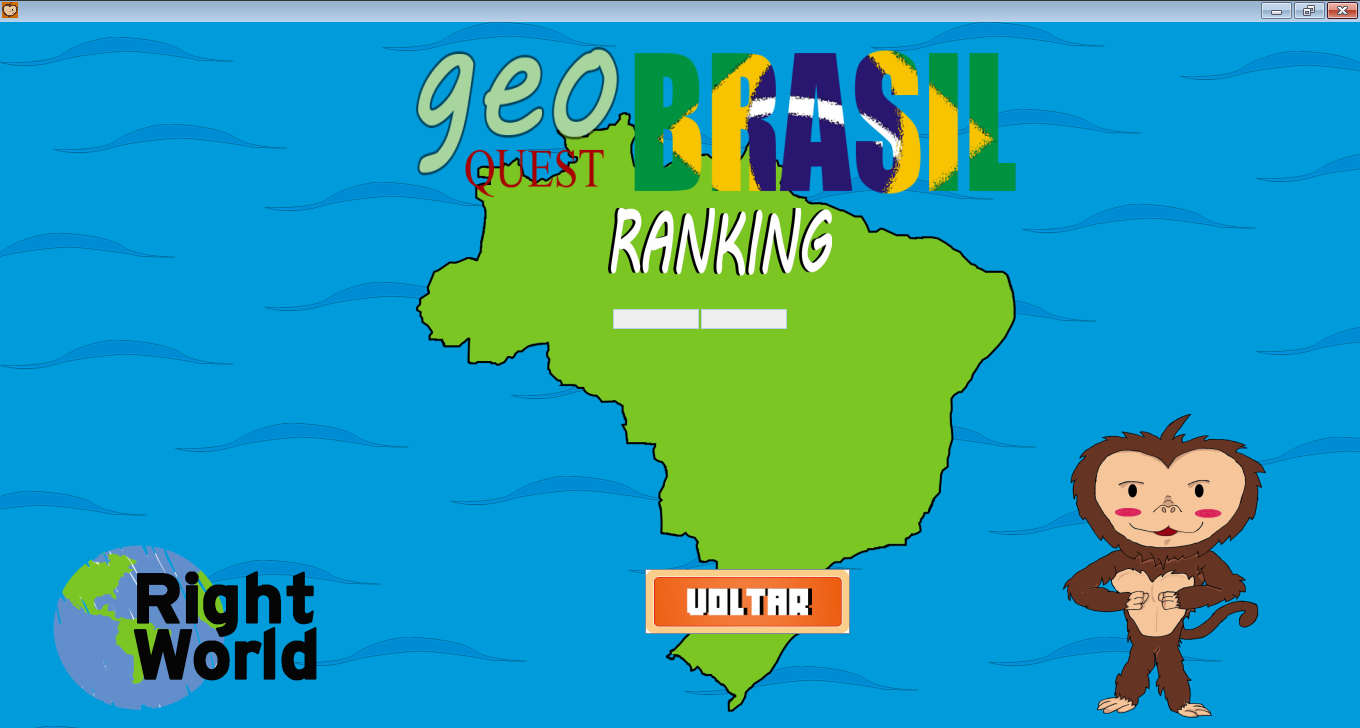 geo BRASIL
QUEST
RANKING
VOLTAR
Right
World